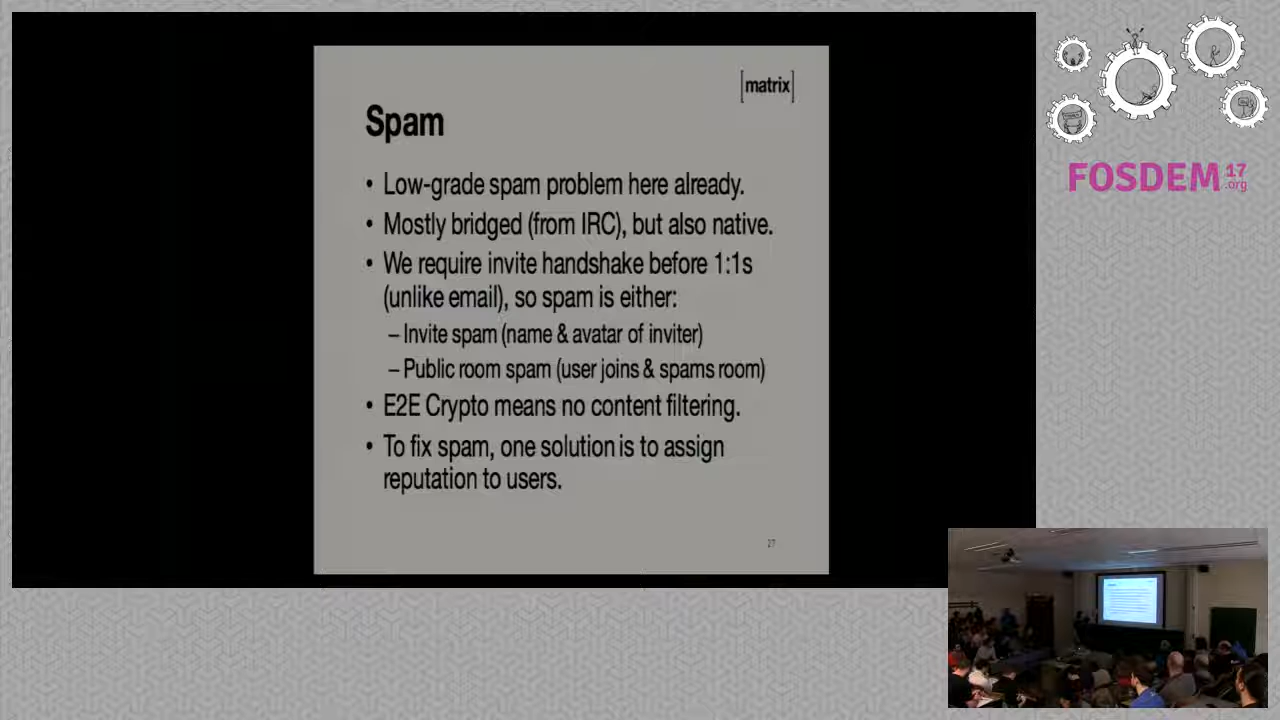 [matrix]
Spam
• Low-grade spam problem here already.
• Mostly bridged (from IRC), but also native.
• We require invite handshake before 1:1s
(unlike email), so spam is either:
– Invite spam (name & avatar of inviter)
– Public room spam (user joins & spams room)
• E2E Crypto means no content filtering.
• To fix spam, one solution is to assign
reputation to users.
27
FOSDEM 17
.org